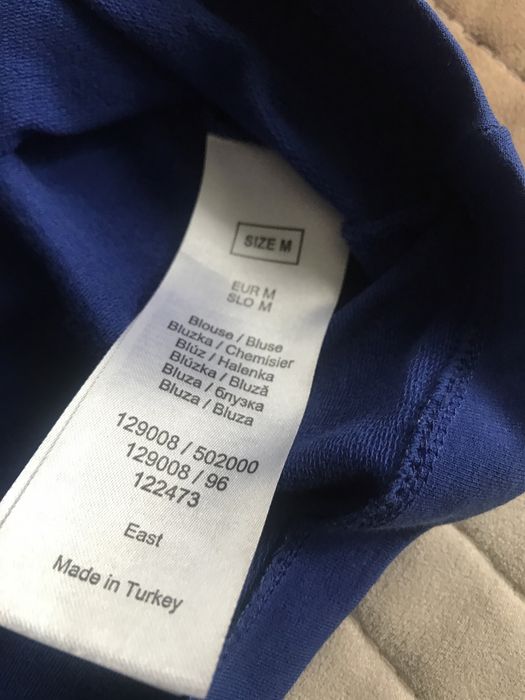 SIZE M
EUR M
SLO M
Blouse / Bluse
Bluzka / Chemisier
Blúz / Halenka
Blúzka / Bluză
Bluza / блузка
Bluza / Bluza
129008 / 502000
129008 / 96
122473
East
Made in Turkey